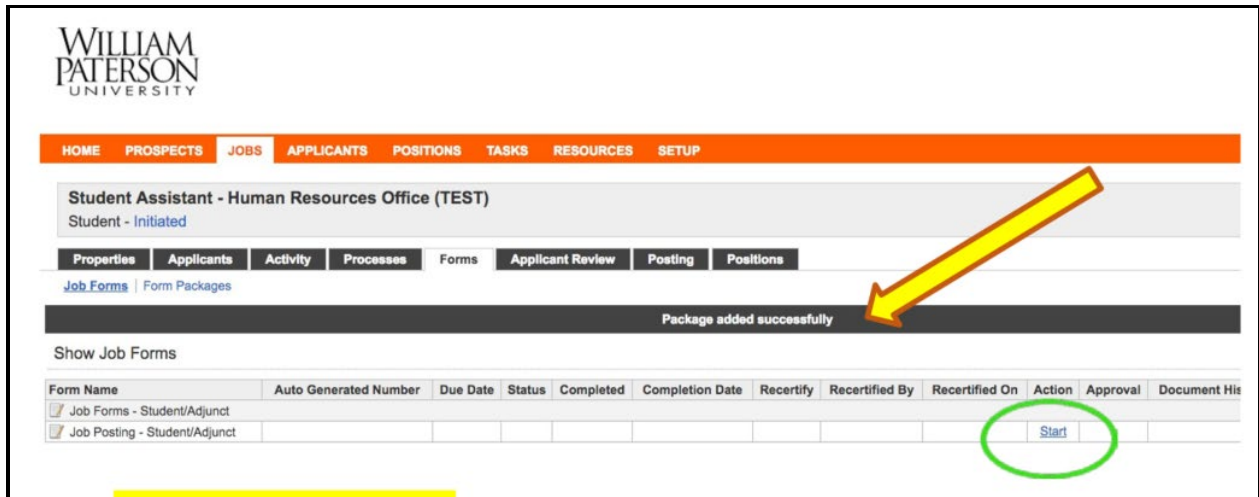 WILLIAM
PATERSON
UNIVERSITY
HOME PROSPECTS JOBS APPLICANTS POSITIONS TASKS RESOURCES SETUP
Student Assistant - Human Resources Office (TEST)
Student - Initiated
Properties Applicants Activity Processes Forms Applicant Review Posting Positions
Job Forms | Form Packages
Package added successfully
Show Job Forms
Form Name Auto Generated Number Due Date Status Completed Completion Date Recertify Recertified By Recertified On Action Approval Document His
Job Forms - Student/Adjunct
Job Posting - Student/Adjunct Start